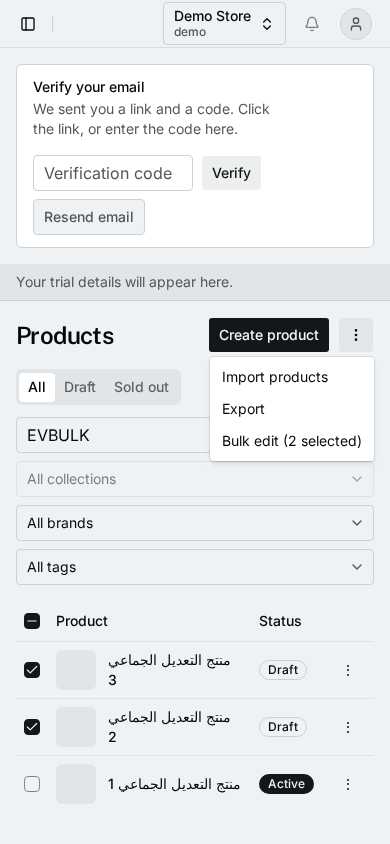 Demo Store
demo
Verify your email
We sent you a link and a code. Click
the link, or enter the code here.
Verification code
Verify
Resend email
Your trial details will appear here.
Products
Create product
Import products
Export
Bulk edit (2 selected)
All
Draft
Sold out
EVBULK
All collections
All brands
All tags
Product
Status
منتج التعديل الجماعي
3
Draft
منتج التعديل الجماعي
2
Draft
منتج التعديل الجماعي 1
Active